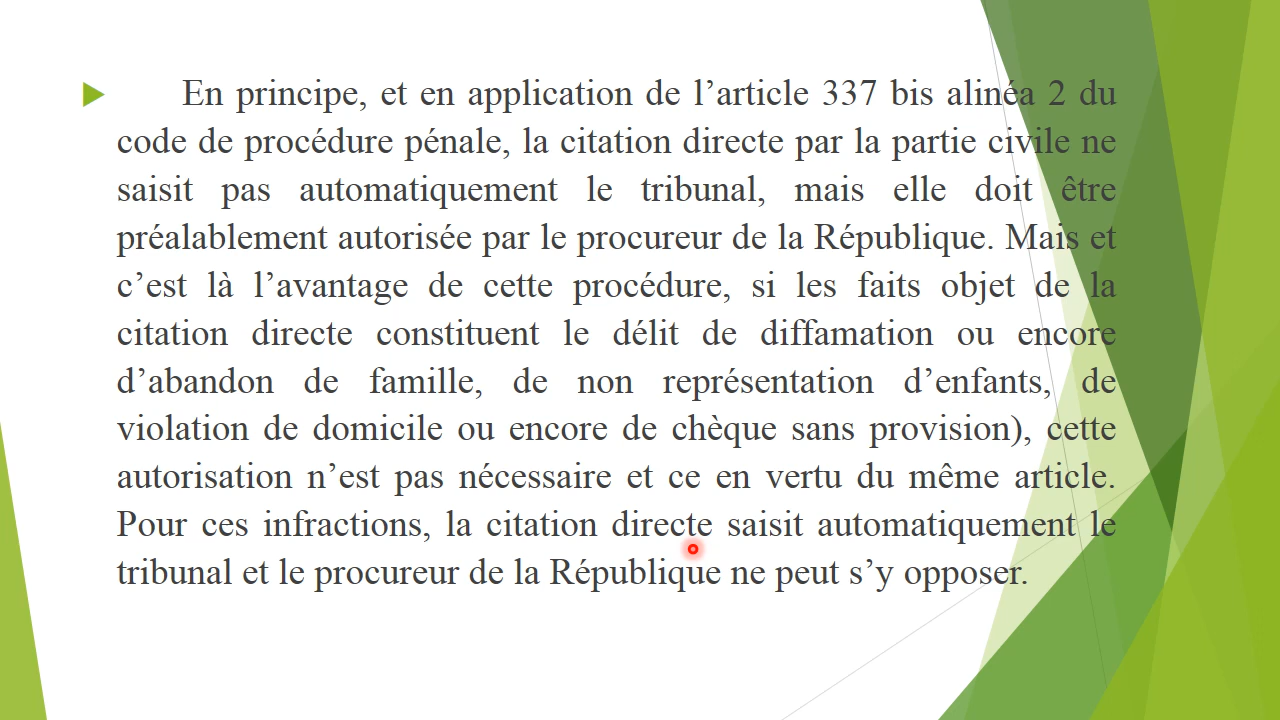 En principe, et en application de l’article 337 bis alinéa 2 du
code de procédure pénale, la citation directe par la partie civile ne
saisit pas automatiquement le tribunal, mais elle doit être
préalablement autorisée par le procureur de la République. Mais et
c’est là l’avantage de cette procédure, si les faits objet de la
citation directe constituent le délit de diffamation ou encore
d’abandon de famille, de non représentation d’enfants, de
violation de domicile ou encore de chèque sans provision), cette
autorisation n’est pas nécessaire et ce en vertu du même article.
Pour ces infractions, la citation directe saisit automatiquement le
tribunal et le procureur de la République ne peut s’y opposer.